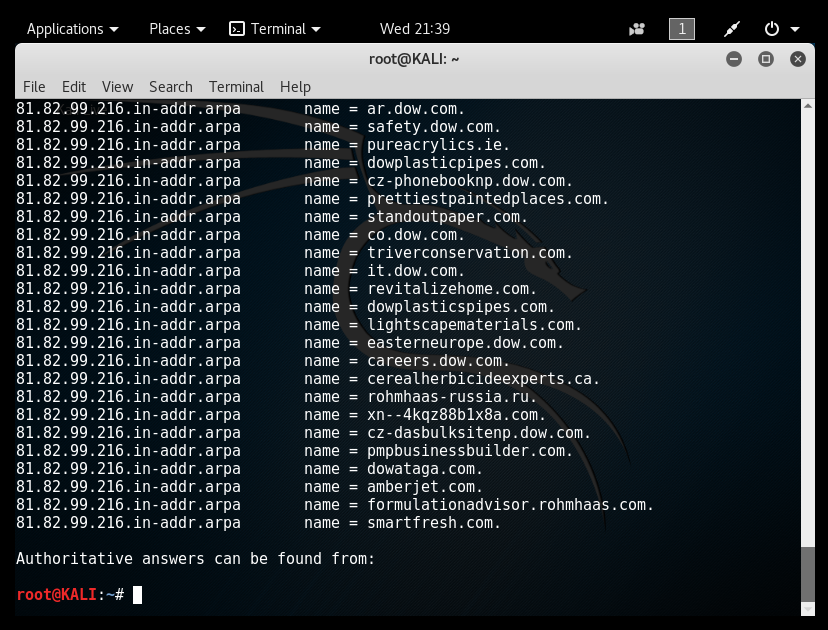 Applications Places Terminal Wed 21:39 1
root@KALI: ~
File Edit View Search Terminal Help
81.82.99.216.in-addr.arpa name = ar.dow.com.
81.82.99.216.in-addr.arpa name = safety.dow.com.
81.82.99.216.in-addr.arpa name = pureacrylics.ie.
81.82.99.216.in-addr.arpa name = dowplasticpipes.com.
81.82.99.216.in-addr.arpa name = cz-phonebooknp.dow.com.
81.82.99.216.in-addr.arpa name = prettiestpaintedplaces.com.
81.82.99.216.in-addr.arpa name = standoutpaper.com.
81.82.99.216.in-addr.arpa name = co.dow.com.
81.82.99.216.in-addr.arpa name = triverconservation.com.
81.82.99.216.in-addr.arpa name = it.dow.com.
81.82.99.216.in-addr.arpa name = revitalizehome.com.
81.82.99.216.in-addr.arpa name = dowplasticspipes.com.
81.82.99.216.in-addr.arpa name = lightscapematerials.com.
81.82.99.216.in-addr.arpa name = easterneurope.dow.com.
81.82.99.216.in-addr.arpa name = careers.dow.com.
81.82.99.216.in-addr.arpa name = cerealherbicideexperts.ca.
81.82.99.216.in-addr.arpa name = rohmhaas-russia.ru.
81.82.99.216.in-addr.arpa name = xn--4kqz88b1x8a.com.
81.82.99.216.in-addr.arpa name = cz-dasbulksitenp.dow.com.
81.82.99.216.in-addr.arpa name = pmpbusinessbuilder.com.
81.82.99.216.in-addr.arpa name = dowataga.com.
81.82.99.216.in-addr.arpa name = amberjet.com.
81.82.99.216.in-addr.arpa name = formulationadvisor.rohmhaas.com.
81.82.99.216.in-addr.arpa name = smartfresh.com.
Authoritative answers can be found from:
root@KALI:~#